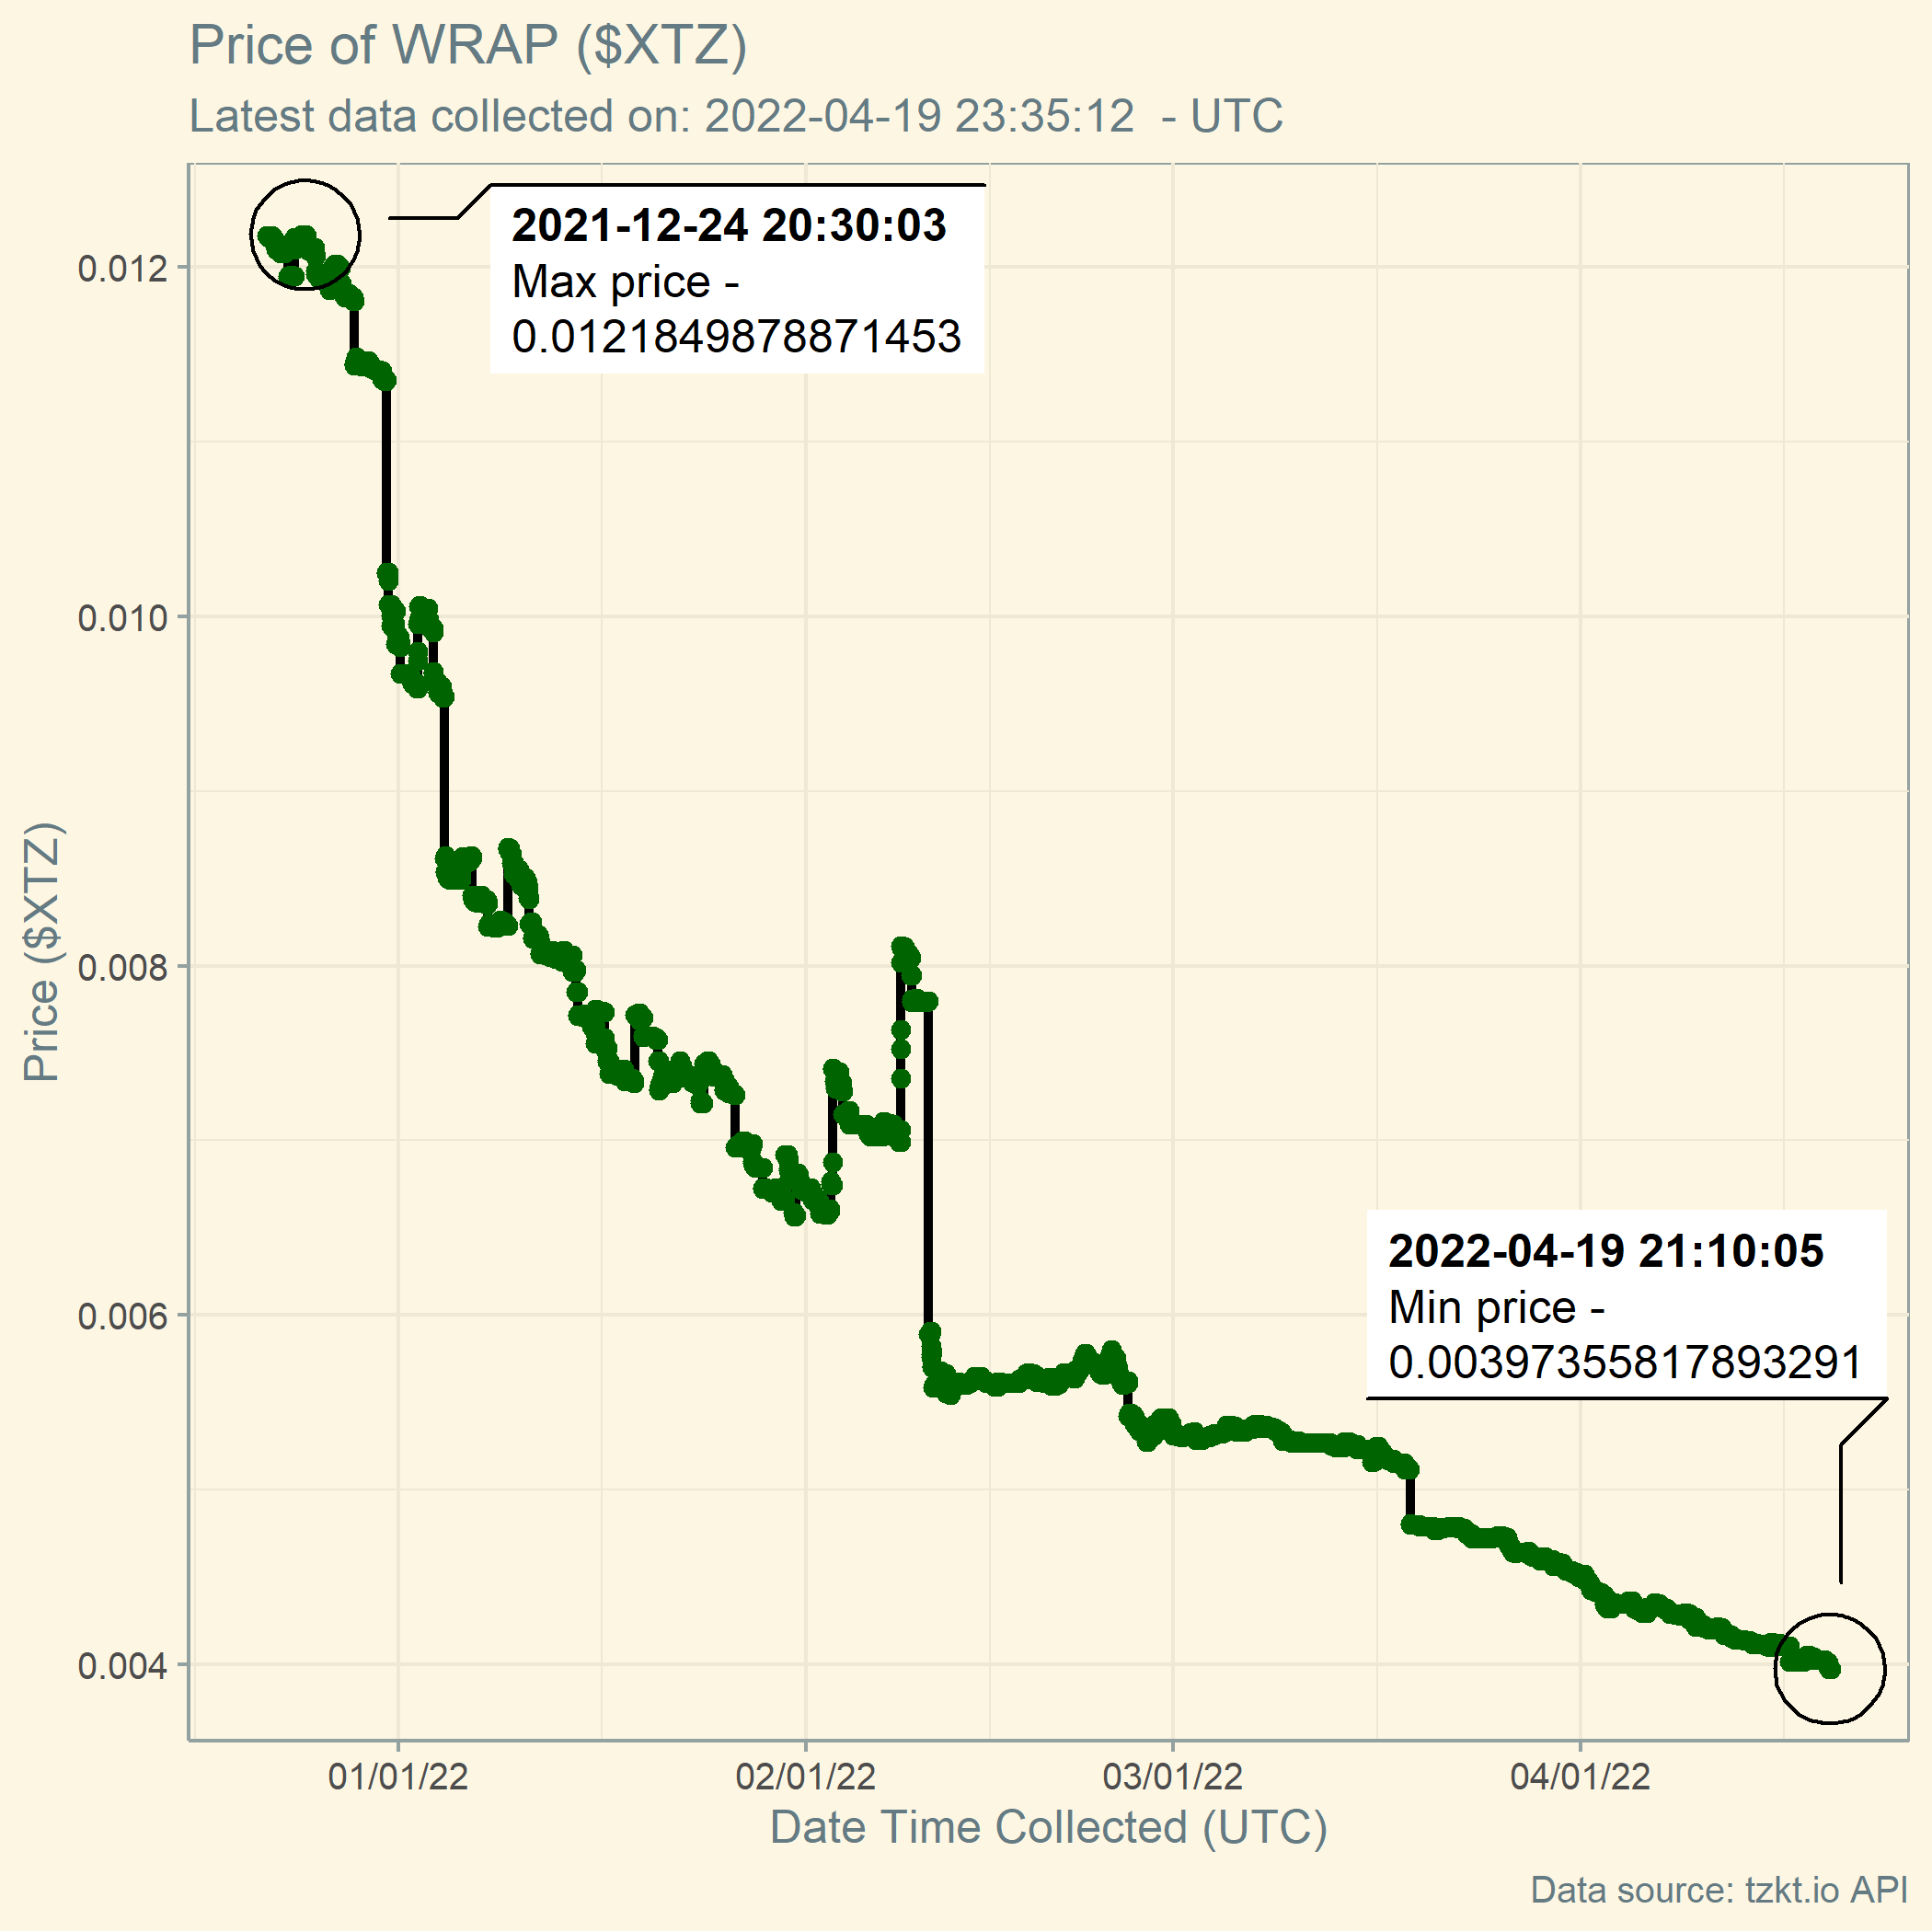 Price of WRAP ($XTZ)
Latest data collected on: 2022-04-19 23:35:12  - UTC
2021-12-24 20:30:03
Max price -
0.0121849878871453
0.012
0.010
0.008
0.006
0.004
Price ($XTZ)
2022-04-19 21:10:05
Min price -
0.00397355817893291
01/01/22
02/01/22
03/01/22
04/01/22
Date Time Collected (UTC)
Data source: tzkt.io API